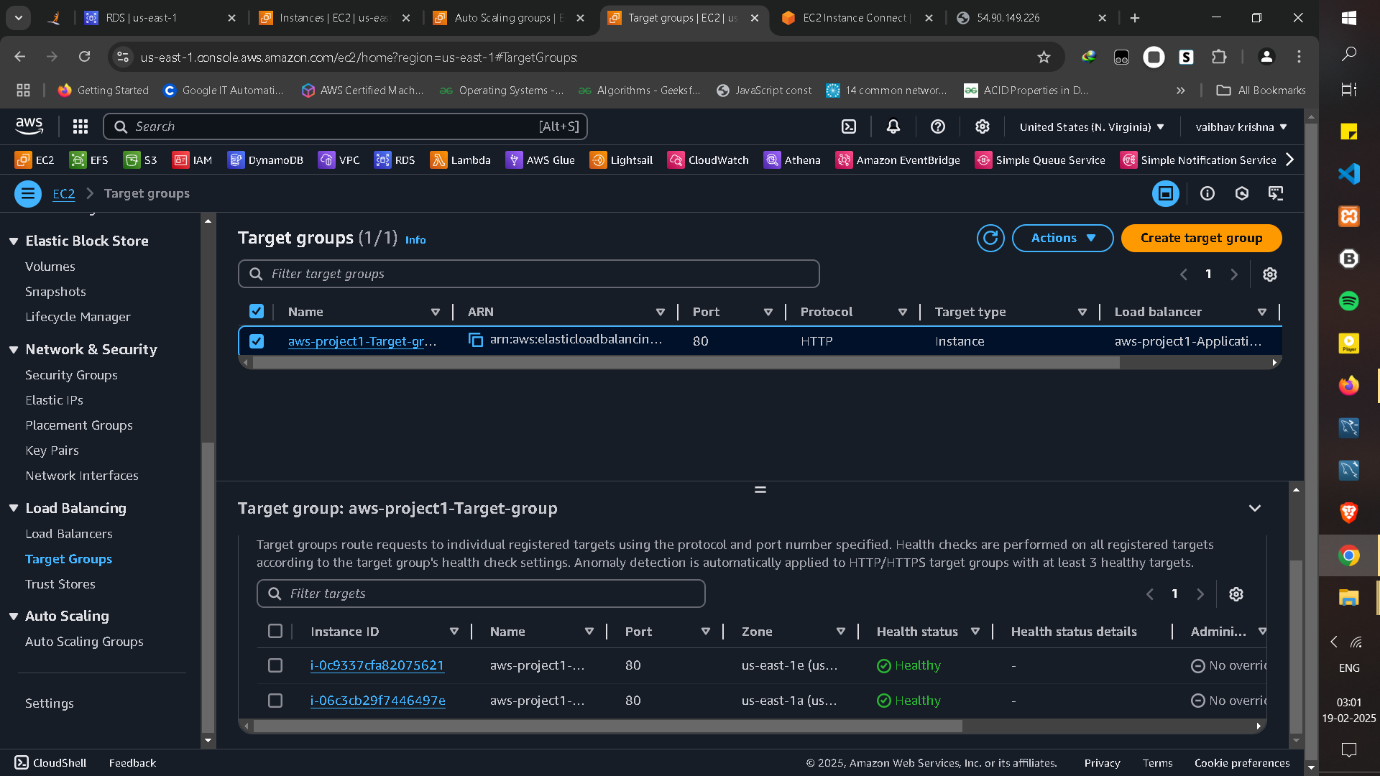 RDS | us-east-1
Instances | EC2 | us-eas
Auto Scaling groups | E
Target groups | EC2 | us
EC2 Instance Connect |
54.90.149.226
us-east-1.console.aws.amazon.com/ec2/home?region=us-east-1#TargetGroups:
Getting Started
Google IT Automati...
AWS Certified Mach...
Operating Systems -...
Algorithms - Geeksf...
JavaScript const
14 common networ...
ACID Properties in D...
All Bookmarks
aws
Search
[Alt+S]
United States (N. Virginia)
vaibhav krishna
EC2
EFS
S3
IAM
DynamoDB
VPC
RDS
Lambda
AWS Glue
Lightsail
CloudWatch
Athena
Amazon EventBridge
Simple Queue Service
Simple Notification Service
EC2
Target groups
Elastic Block Store
Volumes
Snapshots
Lifecycle Manager
Network & Security
Security Groups
Elastic IPs
Placement Groups
Key Pairs
Network Interfaces
Load Balancing
Load Balancers
Target Groups
Trust Stores
Auto Scaling
Auto Scaling Groups
Settings
Target groups (1/1) Info
Actions
Create target group
Filter target groups
1
Name
ARN
Port
Protocol
Target type
Load balancer
aws-project1-Target-gr...
arn:aws:elasticloadbalancin...
80
HTTP
Instance
aws-project1-Applicati...
Target group: aws-project1-Target-group
Target groups route requests to individual registered targets using the protocol and port number specified. Health checks are performed on all registered targets
according to the target group's health check settings. Anomaly detection is automatically applied to HTTP/HTTPS target groups with at least 3 healthy targets.
Filter targets
1
Instance ID
Name
Port
Zone
Health status
Health status details
Admini...
i-0c9337cfa82075621
aws-project1-...
80
us-east-1e (us...
Healthy
-
No overric
i-06c3cb29f7446497e
aws-project1-...
80
us-east-1a (us...
Healthy
-
No overric
CloudShell
Feedback
© 2025, Amazon Web Services, Inc. or its affiliates.
Privacy
Terms
Cookie preferences
ENG
03:01
19-02-2025